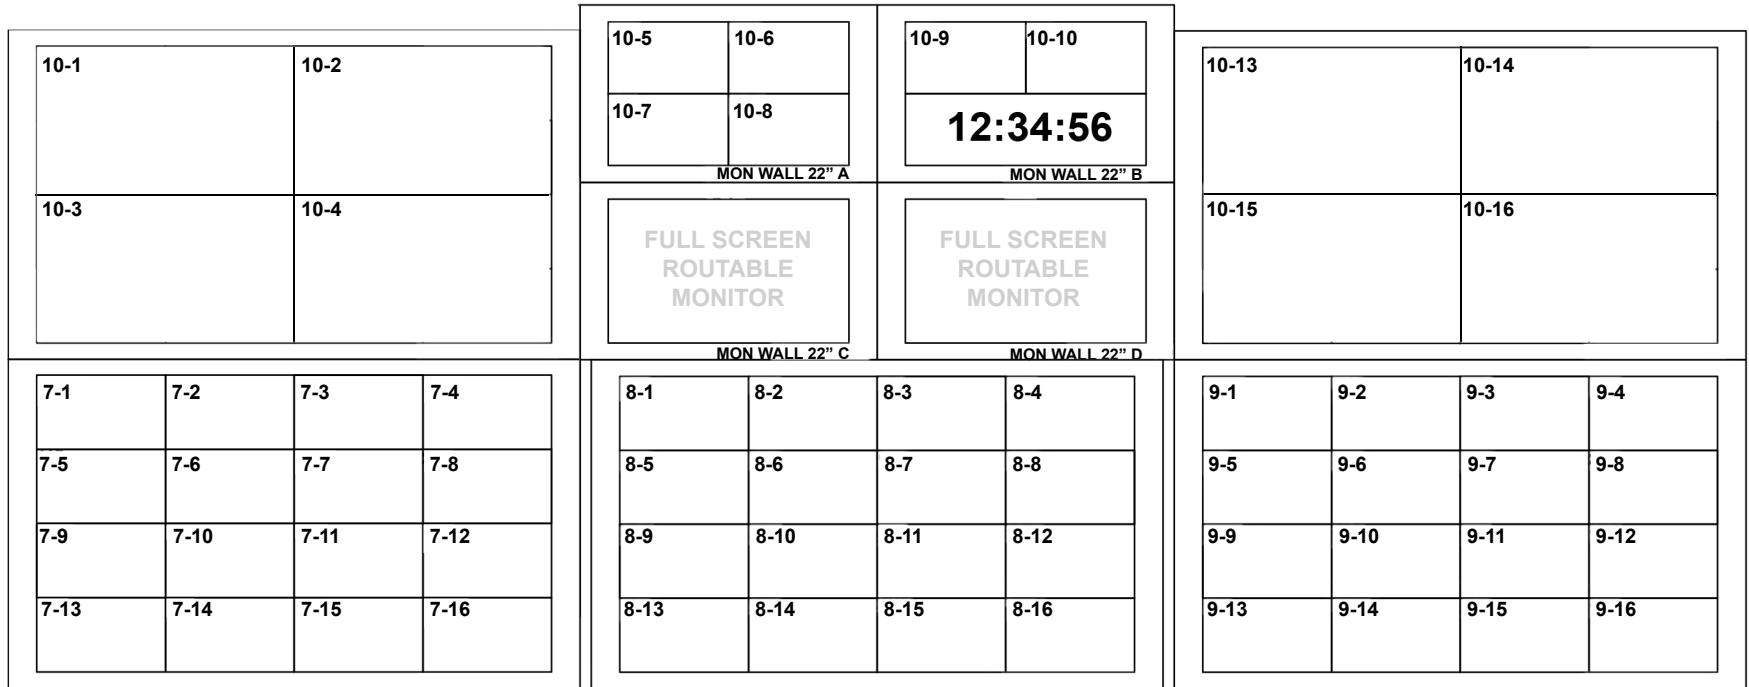 10-1 10-2
10-3 10-4
10-5 10-6
10-7 10-8
MON WALL 22” A
10-9 10-10
12:34:56
MON WALL 22” B
FULL SCREEN
ROUTABLE
MONITOR
MON WALL 22” C
FULL SCREEN
ROUTABLE
MONITOR
MON WALL 22” D
10-13 10-14
10-15 10-16
7-1 7-2 7-3 7-4
7-5 7-6 7-7 7-8
7-9 7-10 7-11 7-12
7-13 7-14 7-15 7-16
8-1 8-2 8-3 8-4
8-5 8-6 8-7 8-8
8-9 8-10 8-11 8-12
8-13 8-14 8-15 8-16
9-1 9-2 9-3 9-4
9-5 9-6 9-7 9-8
9-9 9-10 9-11 9-12
9-13 9-14 9-15 9-16